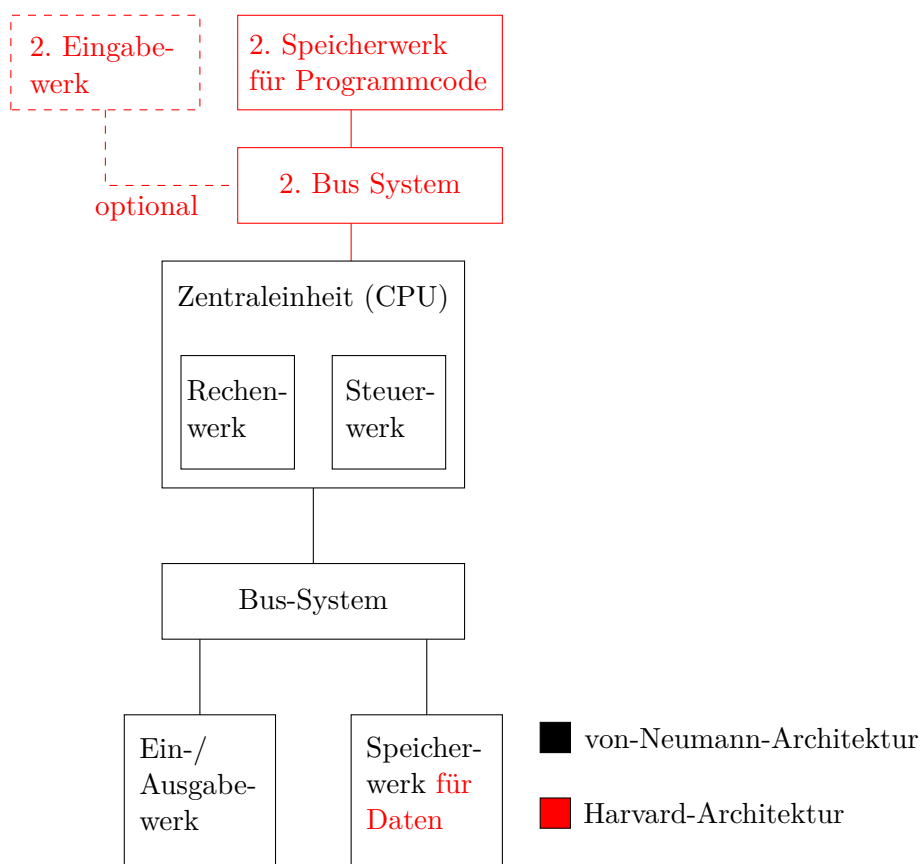 2. Eingabe-
werk
2. Speicherwerk
für Programmcode
2. Bus System
optional
Zentraleinheit (CPU)
Rechen-
werk
Steuer-
werk
Bus-System
Ein-/
Ausgabe-
werk
Speicher-
werk für
Daten
von-Neumann-Architektur
Harvard-Architektur